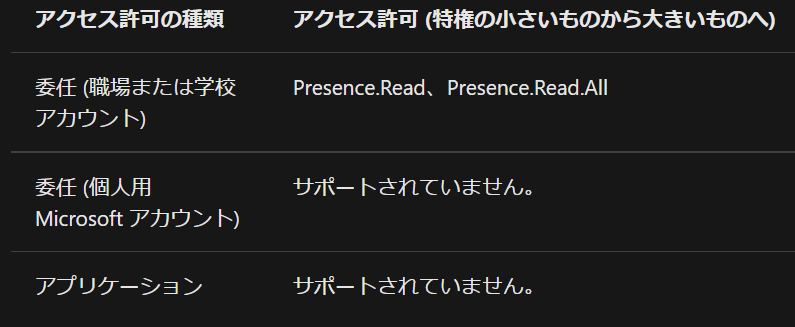 アクセス許可の種類 アクセス許可 (特権の小さいものから大きいものへ)
委任 (職場または学校 Presence.Read、Presence.Read.All
アカウント)
委任 (個人用 サポートされていません。
Microsoft アカウント)
アプリケーション サポートされていません。